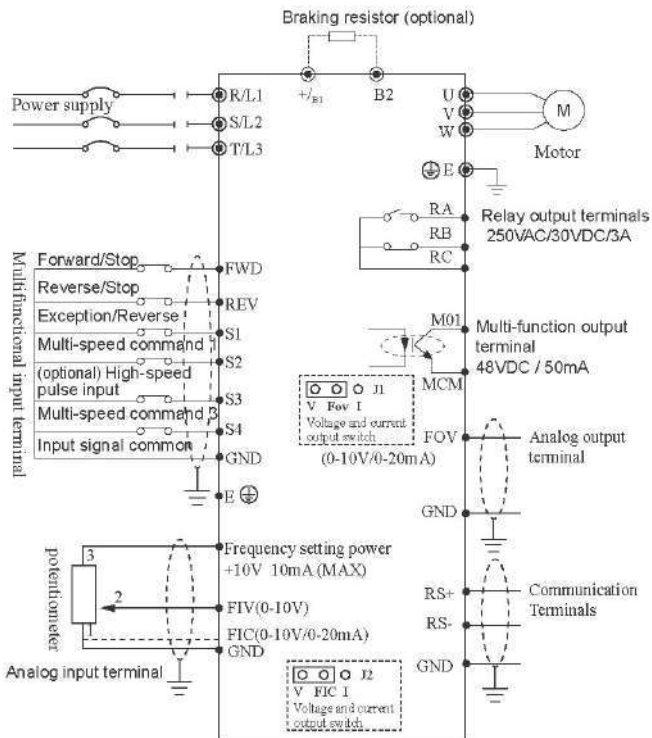 Braking resistor (optional)
+/B1
B2
Power supply
R/L1
S/L2
T/L3
U
V
W
M
Motor
E
RA
RB
RC
Relay output terminals
250VAC/30VDC/3A
Multifunctional input terminal
Forward/Stop
FWD
Reverse/Stop
REV
Exception/Reverse
S1
Multi-speed command 1
S2
(optional) High-speed
pulse input
S3
Multi-speed command 3
S4
Input signal common
GND
E
M01
MCM
Multi-function output
terminal
48VDC / 50mA
J1
V Fov I
Voltage and current
output switch
(0-10V/0-20mA)
FOV
GND
Analog output
terminal
potentiometer
3
2
1
Frequency setting power
+10V 10mA (MAX)
FIV(0-10V)
FIC(0-10V/0-20mA)
GND
Analog input terminal
RS+
RS-
GND
Communication
Terminals
J2
V FIC I
Voltage and current
output switch